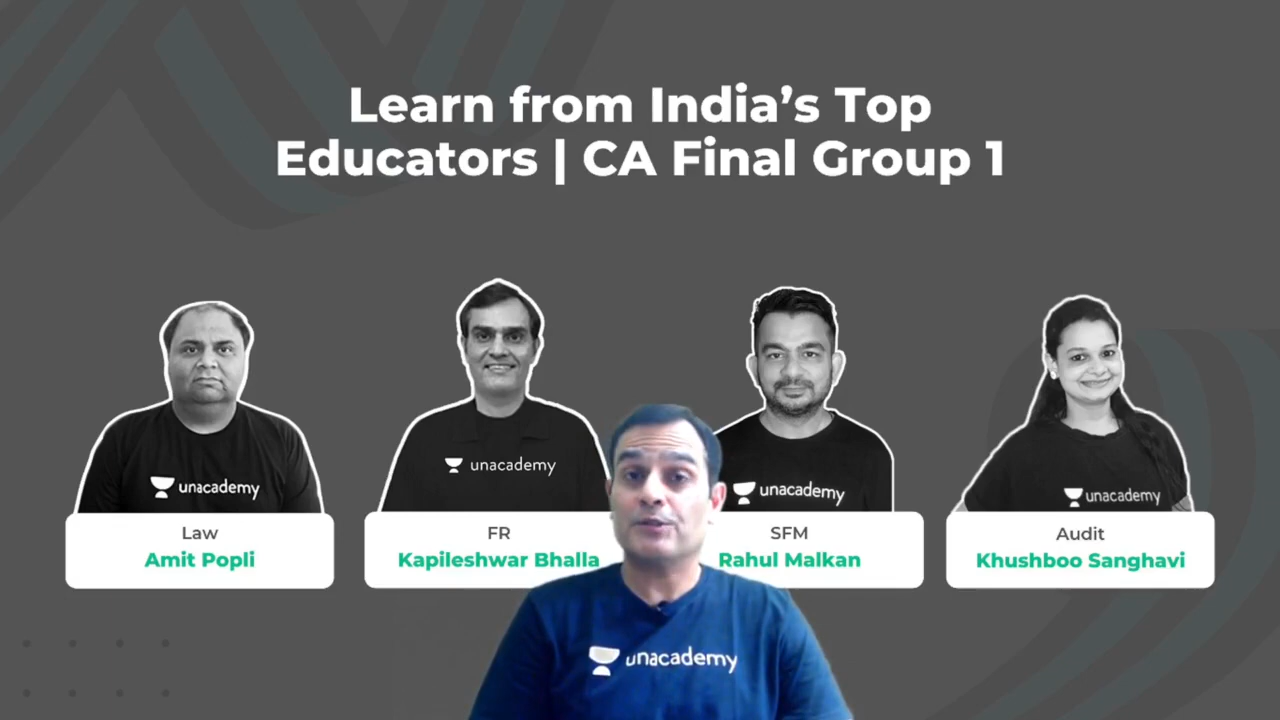 Learn from India’s Top
Educators | CA Final Group 1
unacademy
unacademy
unacademy
unacademy
Law
Amit Popli
FR
Kapileshwar Bhalla
SFM
Rahul Malkan
Audit
Khushboo Sanghavi
unacademy